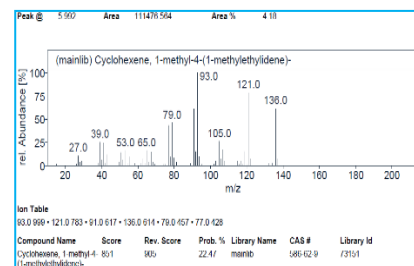 Peak @ 5.992 Area 111476.564 Area % 4.18
(mainlib) Cyclohexene, 1-methyl-4-(1-methylethylidene)-
rel. Abundance [%]
100
75
50
25
0
27.0 39.0 53.0 65.0 79.0 93.0 105.0 121.0 136.0
20 40 60 80 100 120 140 160 180 200
m/z
Ion Table
93.0 999 • 121.0 783 • 91.0 617 • 136.0 614 • 79.0 457 • 77.0 428
Compound Name Score Rev. Score Prob. % Library Name CAS # Library Id
Cyclohexene, 1-methyl-4- 851 905 22.47 mainlib 586-62-9 73151
(1-methylethylidene)-